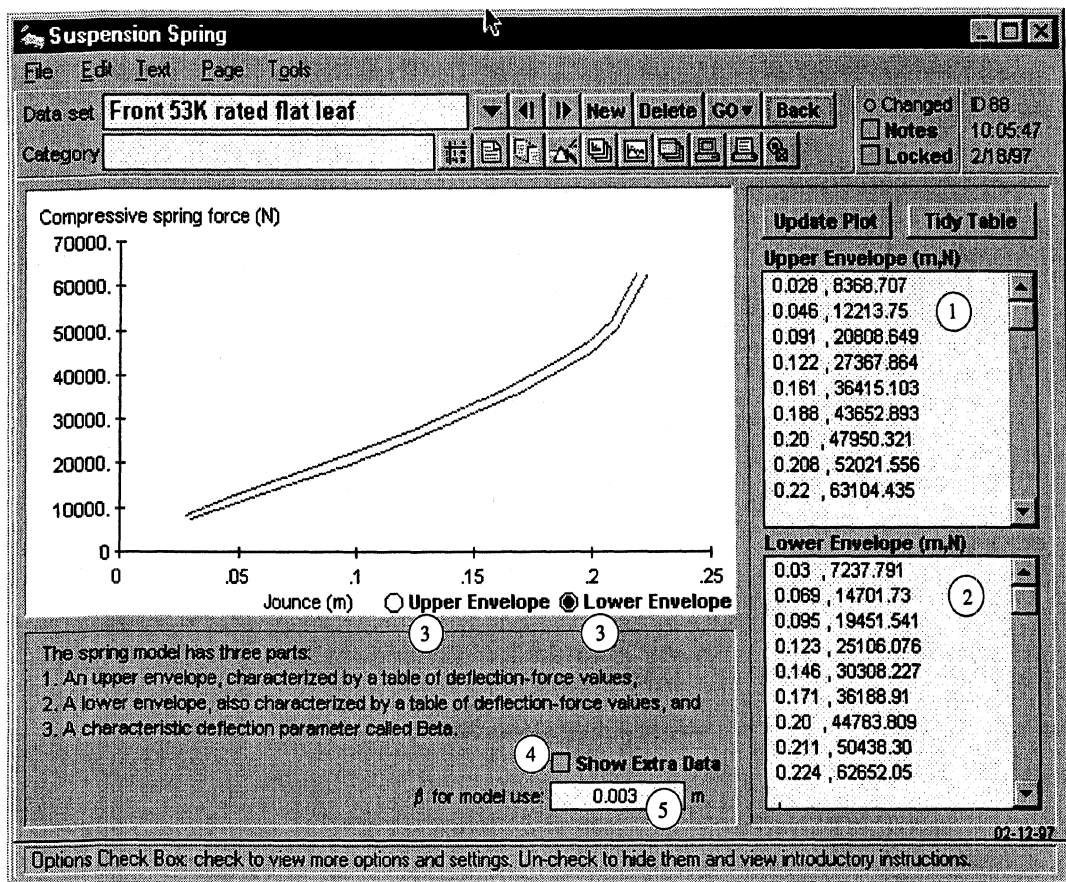 Suspension Spring
File Edit Text Page Tools
Data set Front 53K rated flat leaf New Delete GO Back Changed ID 88
Notes 10:05:47
Category Locked 2/18/97
Compressive spring force (N)
70000.
60000.
50000.
40000.
30000.
20000.
10000.
0
0 .05 .1 .15 .2 .25
Jounce (m) Upper Envelope Lower Envelope
3 3
The spring model has three parts:
1. An upper envelope, characterized by a table of deflection-force values,
2. A lower envelope, also characterized by a table of deflection-force values, and
3. A characteristic deflection parameter called Beta.
4 Show Extra Data
β for model use: 0.003 m
5
Update Plot Tidy Table
Upper Envelope (m,N)
0.028 , 8368.707
0.046 , 12213.75
1
0.091 , 20808.649
0.122 , 27367.864
0.161 , 36415.103
0.188 , 43652.893
0.20 , 47950.321
0.208 , 52021.556
0.22 , 63104.435
Lower Envelope (m,N)
0.03 , 7237.791
0.069 , 14701.73
2
0.095 , 19451.541
0.123 , 25106.076
0.146 , 30308.227
0.171 , 36188.91
0.20 , 44783.809
0.211 , 50438.30
0.224 , 62652.05
02-12-97
Options Check Box: check to view more options and settings. Un-check to hide them and view introductory instructions.